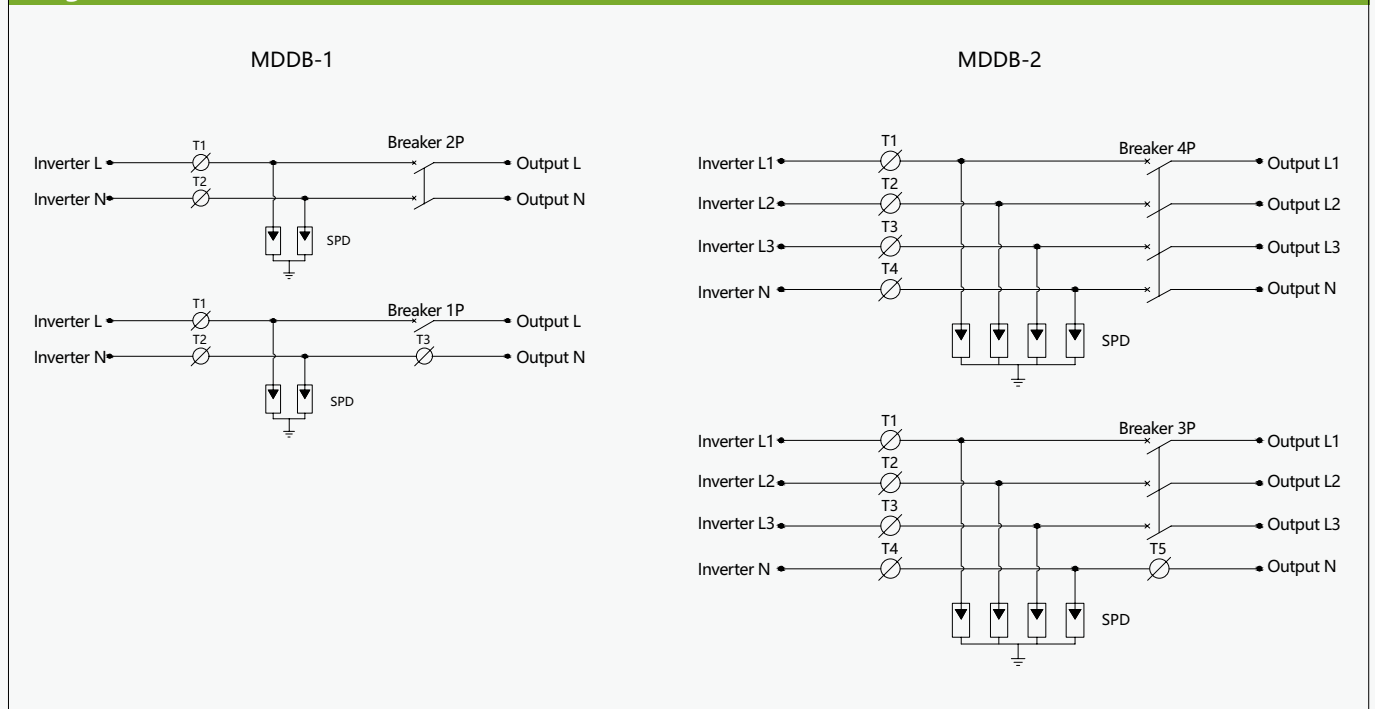 MDDB-1
T1
Breaker 2P
Inverter L
Output L
T2
Inverter N
Output N
SPD
T1
Breaker 1P
Inverter L
Output L
T2
T3
Inverter N
Output N
SPD
MDDB-2
T1
Breaker 4P
Inverter L1
Output L1
T2
Inverter L2
Output L2
T3
Inverter L3
Output L3
T4
Inverter N
Output N
SPD
T1
Breaker 3P
Inverter L1
Output L1
T2
Inverter L2
Output L2
T3
Inverter L3
Output L3
T4
T5
Inverter N
Output N
SPD